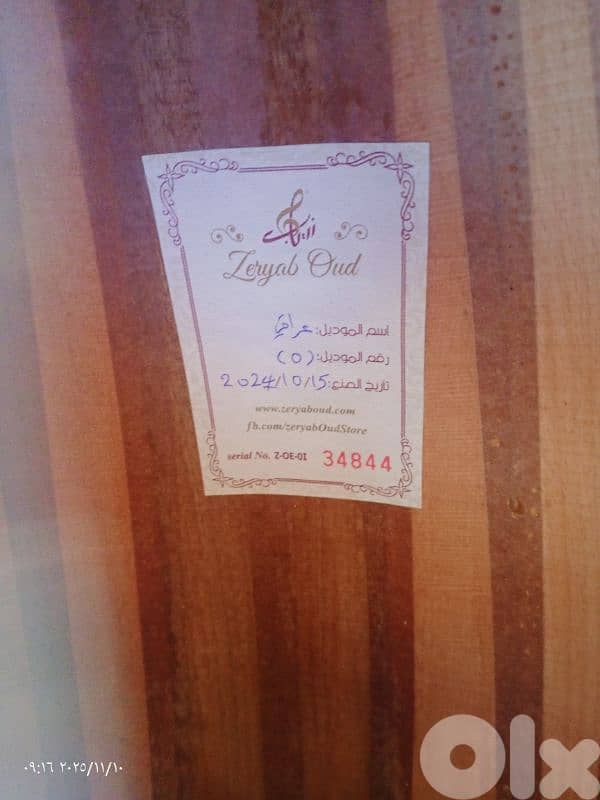 زرياب
Zeryab Oud
اسم الموديل: عراقي
رقم الموديل: (٥)
تاريخ الصنع: 2024/10/15
www.zeryaboud.com
fb.com/zeryabOudStore
serial No. Z-OE-01 34844
٠٩:١٦ ٢٠٢٥/١١/١٠
Olx